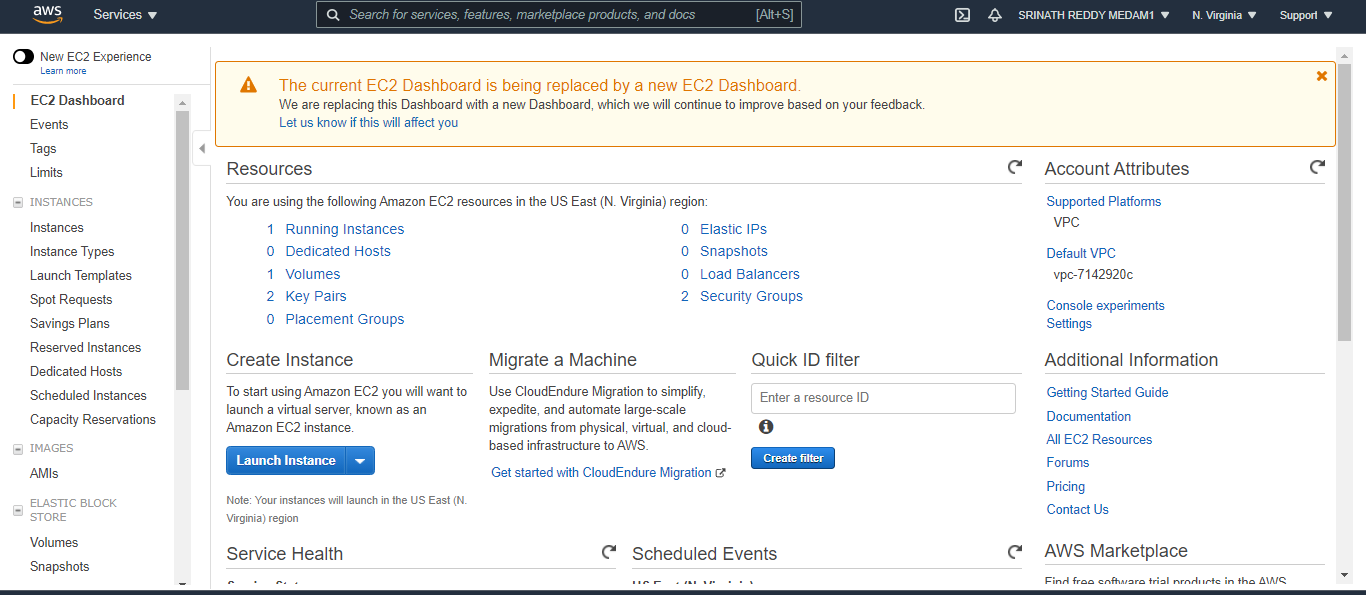 aws
Services
Search for services, features, marketplace products, and docs
[Alt+S]
SRINATH REDDY MEDAM1
N. Virginia
Support
New EC2 Experience
Learn more
EC2 Dashboard
Events
Tags
Limits
INSTANCES
Instances
Instance Types
Launch Templates
Spot Requests
Savings Plans
Reserved Instances
Dedicated Hosts
Scheduled Instances
Capacity Reservations
IMAGES
AMIs
ELASTIC BLOCK
STORE
Volumes
Snapshots
The current EC2 Dashboard is being replaced by a new EC2 Dashboard.
We are replacing this Dashboard with a new Dashboard, which we will continue to improve based on your feedback.
Let us know if this will affect you
Resources
You are using the following Amazon EC2 resources in the US East (N. Virginia) region:
1 Running Instances
0 Dedicated Hosts
1 Volumes
2 Key Pairs
0 Placement Groups
0 Elastic IPs
0 Snapshots
0 Load Balancers
2 Security Groups
Create Instance
To start using Amazon EC2 you will want to
launch a virtual server, known as an
Amazon EC2 instance.
Launch Instance
Note: Your instances will launch in the US East (N.
Virginia) region
Migrate a Machine
Use CloudEndure Migration to simplify,
expedite, and automate large-scale
migrations from physical, virtual, and cloud-
based infrastructure to AWS.
Get started with CloudEndure Migration
Quick ID filter
Enter a resource ID
Create filter
Service Health
Scheduled Events
US East (N. Virginia)
Account Attributes
Supported Platforms
VPC
Default VPC
vpc-7142920c
Console experiments
Settings
Additional Information
Getting Started Guide
Documentation
All EC2 Resources
Forums
Pricing
Contact Us
AWS Marketplace
Find free software trial products in the AWS